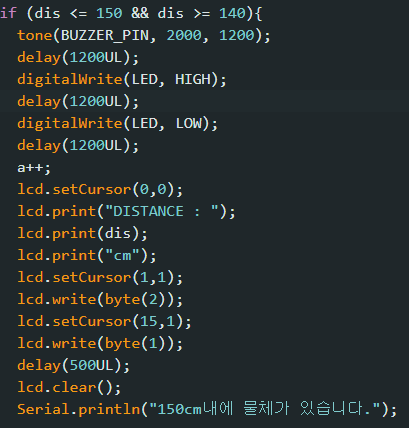 if (dis <= 150 && dis >= 140){
tone(BUZZER_PIN, 2000, 1200);
delay(1200UL);
digitalWrite(LED, HIGH);
delay(1200UL);
digitalWrite(LED, LOW);
delay(1200UL);
a++;
lcd.setCursor(0,0);
lcd.print("DISTANCE : ");
lcd.print(dis);
lcd.print("cm");
lcd.setCursor(1,1);
lcd.write(byte(2));
lcd.setCursor(15,1);
lcd.write(byte(1));
delay(500UL);
lcd.clear();
Serial.println("150cm내에 물체가 있습니다.");